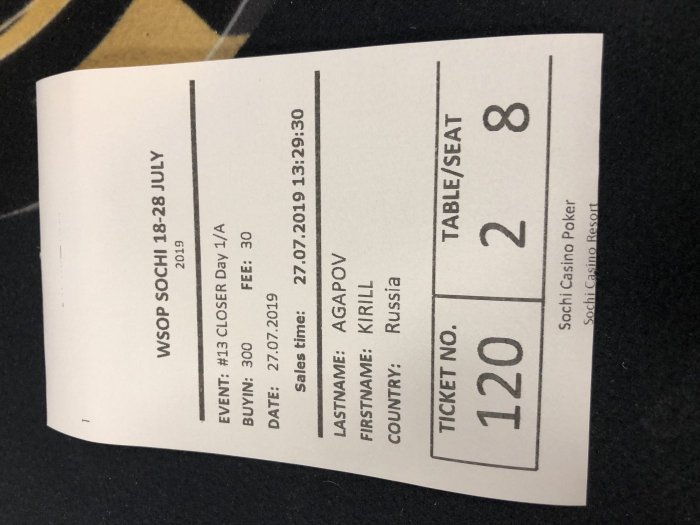 WSOP SOCHI 18-28 JULY
2019
EVENT: #13 CLOSER Day 1/A
BUYIN: 300 FEE: 30
DATE: 27.07.2019
Sales time: 27.07.2019 13:29:30
LASTNAME: AGAPOV
FIRSTNAME: KIRILL
COUNTRY: Russia
TICKET NO. TABLE/SEAT
120 2 8
Sochi Casino Poker
Sochi Casino Resort